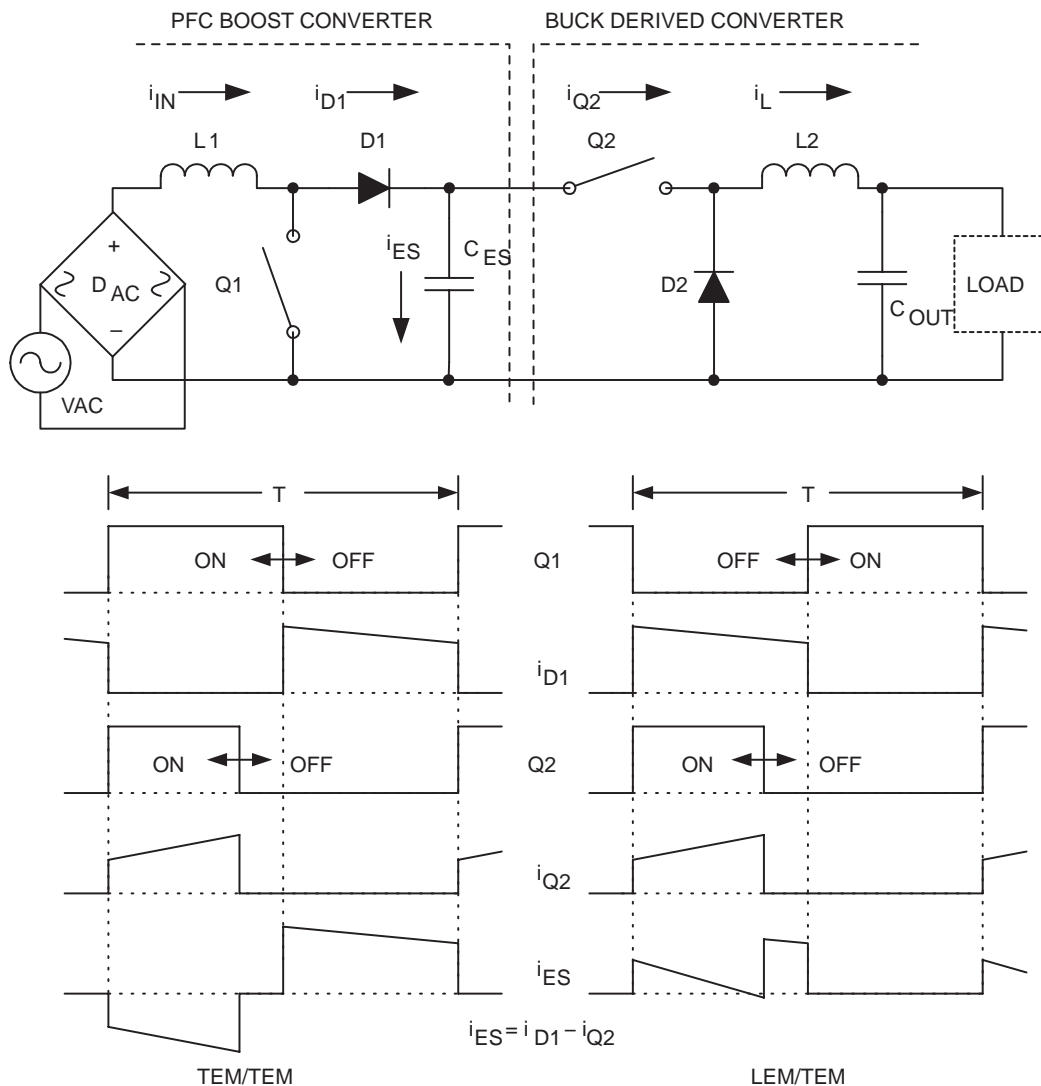 PFC BOOST CONVERTER BUCK DERIVED CONVERTER
iIN iD1 iQ2 iL
L1 D1 Q2 L2
+ iES CES
DAC Q1 D2 LOAD
– COUT
VAC
T T
ON OFF Q1 OFF ON
iD1
ON OFF Q2 ON OFF
iQ2
iES
iES = iD1 – iQ2
TEM/TEM LEM/TEM